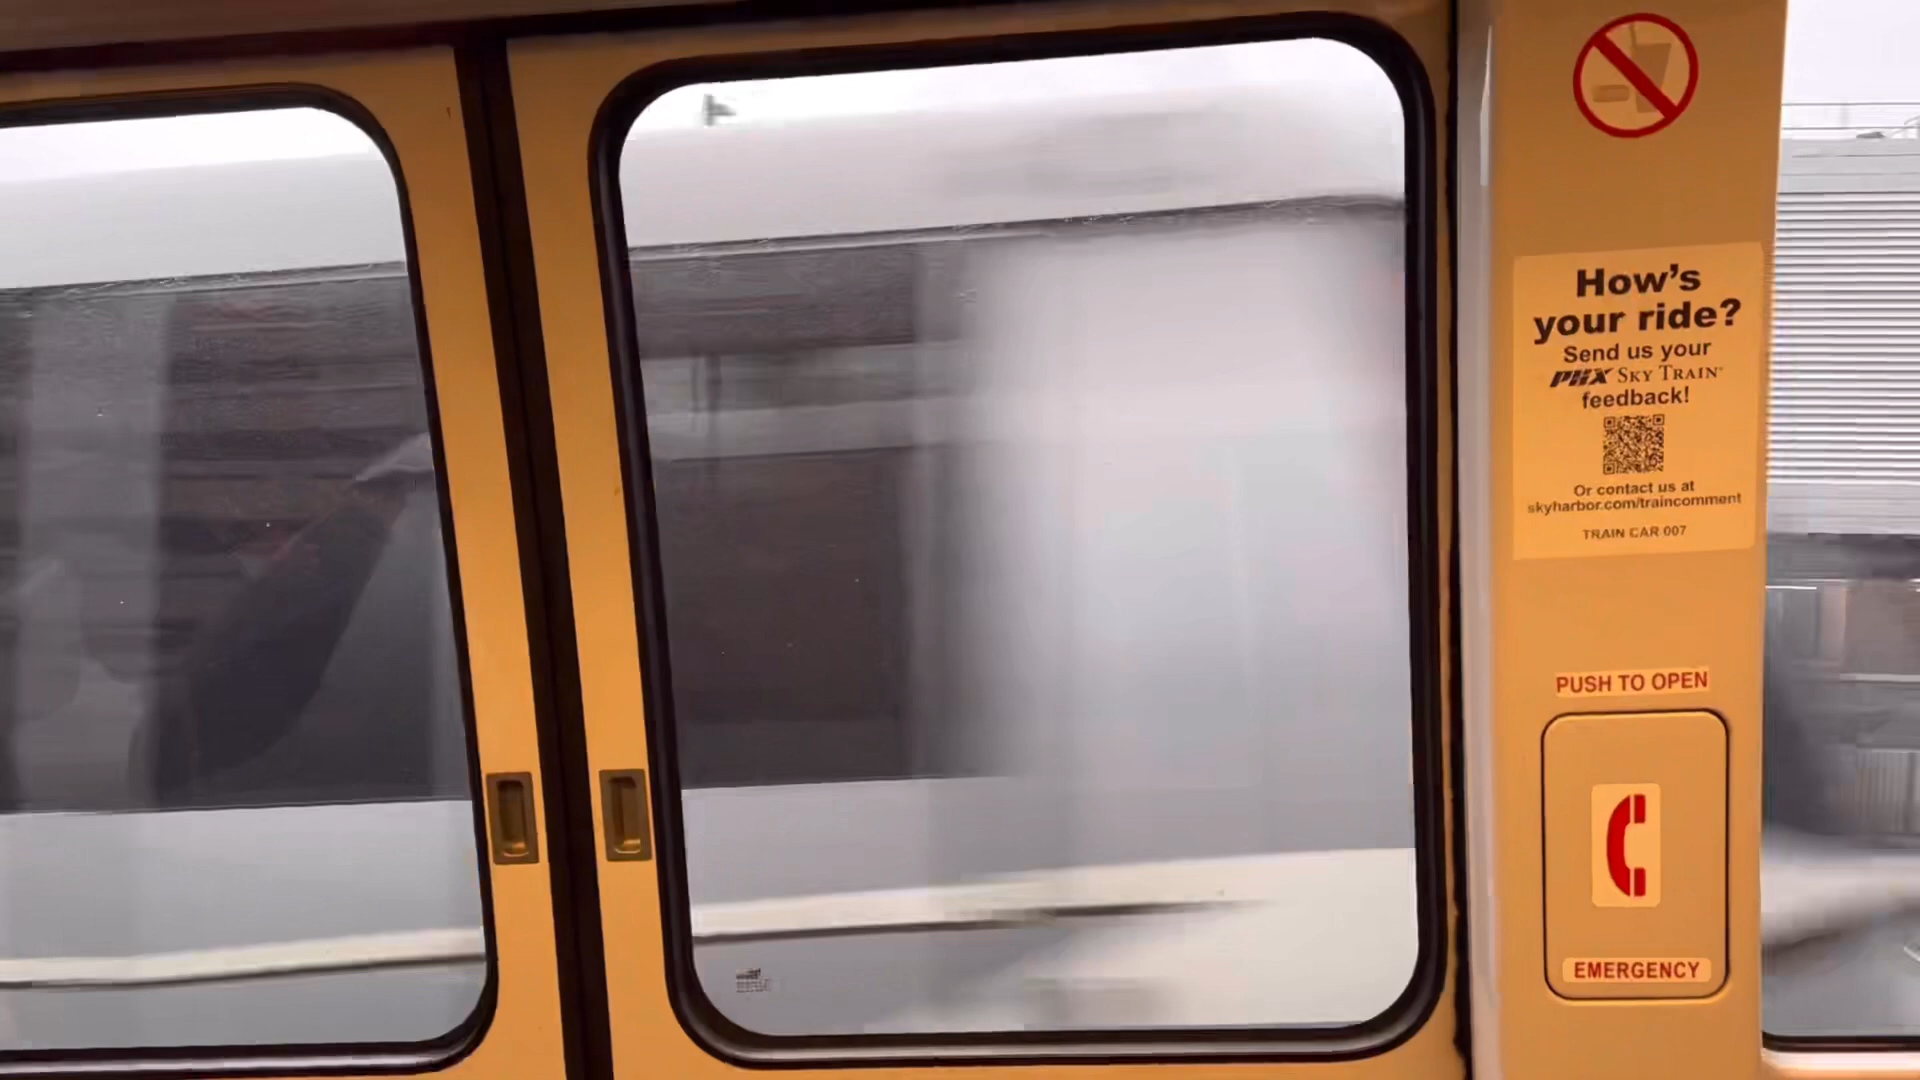 How's
your ride?
Send us your
PHX SKY TRAIN
feedback!
Or contact us at
skyharbor.com/traincomment
TRAIN CAR 007
PUSH TO OPEN
EMERGENCY